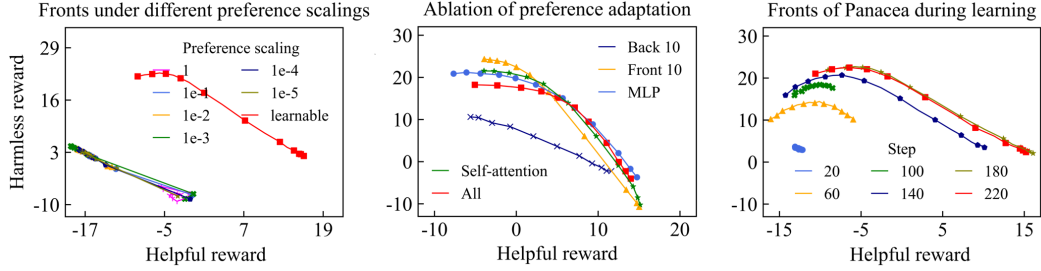 Fronts under different preference scalings
Harmless reward
29
16
3
-10
Preference scaling
1
1e-1
1e-2
1e-3
1e-4
1e-5
learnable
-17
-5
7
19
Helpful reward
Ablation of preference adaptation
30
20
10
0
-10
Back 10
Front 10
MLP
Self-attention
All
-10
0
10
20
Helpful reward
Fronts of Panacea during learning
30
20
10
0
-10
Step
20
60
100
140
180
220
-15
-5
5
15
Helpful reward